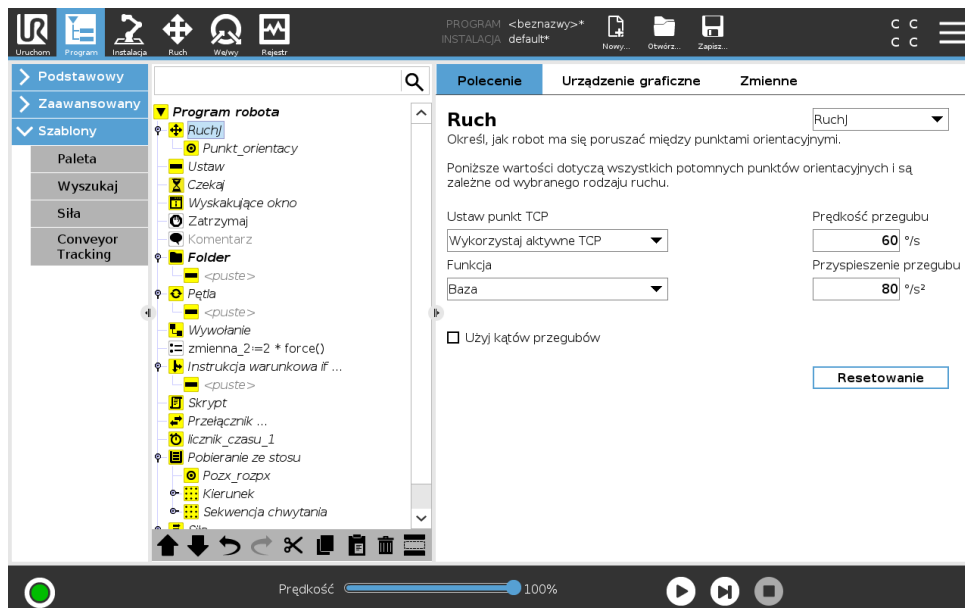 PROGRAM <beznazwy>*
INSTALACJA default*
Uruchom
Program
Instalacja
Ruch
We/wy
Rejestr
Nowy...
Otwórz...
Zapisz...
C C
C C
Podstawowy
Zaawansowany
Szablony
Paleta
Wyszukaj
Siła
Conveyor
Tracking
Program robota
RuchJ
Punkt_orientacy
Ustaw
Czekaj
Wyskakujące okno
Zatrzymaj
Komentarz
Folder
<puste>
Pętla
<puste>
Wywołanie
zmienna_2:=2 * force()
Instrukcja warunkowa if ...
<puste>
Skrypt
Przełącznik ...
licznik_czasu_1
Pobieranie ze stosu
Pozx_rozpx
Kierunek
Sekwencja chwytania
Siła
Polecenie
Urządzenie graficzne
Zmienne
Ruch
RuchJ
Określ, jak robot ma się poruszać między punktami orientacyjnymi.
Poniższe wartości dotyczą wszystkich potomnych punktów orientacyjnych i są
zależne od wybranego rodzaju ruchu.
Ustaw punkt TCP
Prędkość przegubu
Wykorzystaj aktywne TCP
60 °/s
Funkcja
Przyspieszenie przegubu
Baza
80 °/s²
Użyj kątów przegubów
Resetowanie
Prędkość
100%